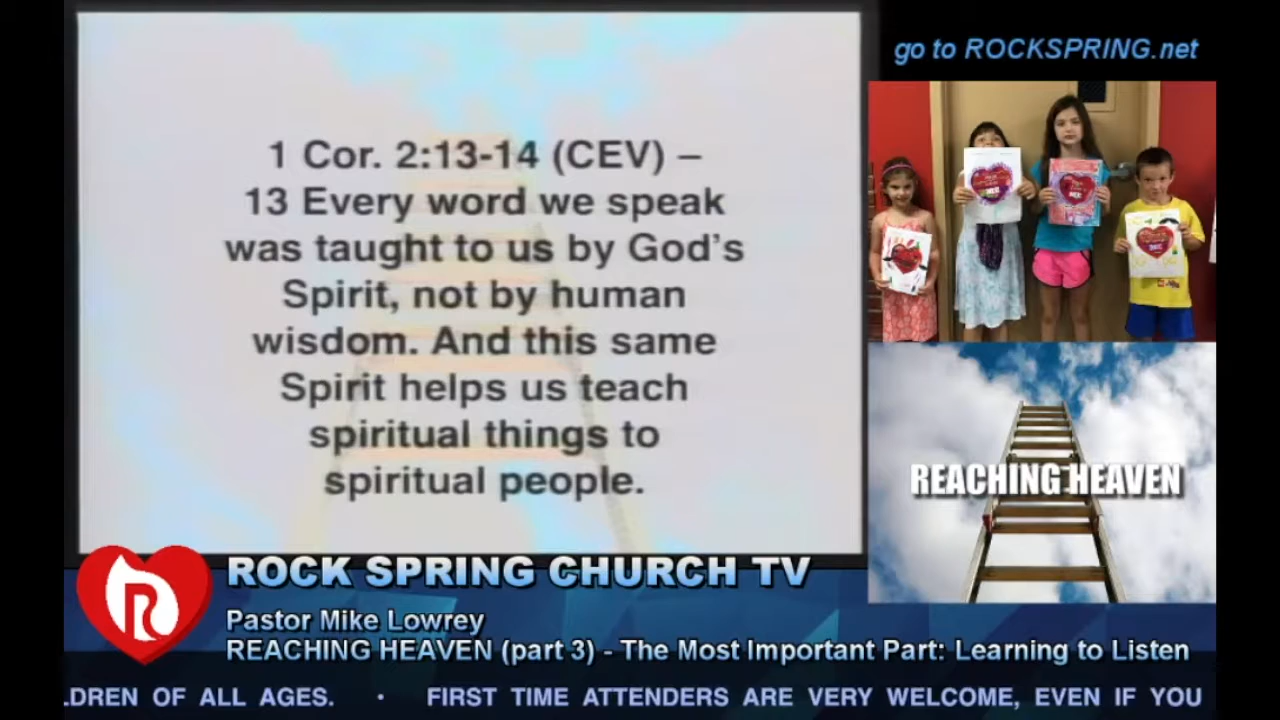 go to ROCKSPRING.net
1 Cor. 2:13-14 (CEV) –
13 Every word we speak
was taught to us by God’s
Spirit, not by human
wisdom. And this same
Spirit helps us teach
spiritual things to
spiritual people.
REACHING HEAVEN
ROCK SPRING CHURCH TV
Pastor Mike Lowrey
REACHING HEAVEN (part 3) - The Most Important Part: Learning to Listen
LDREN OF ALL AGES. • FIRST TIME ATTENDERS ARE VERY WELCOME, EVEN IF YOU